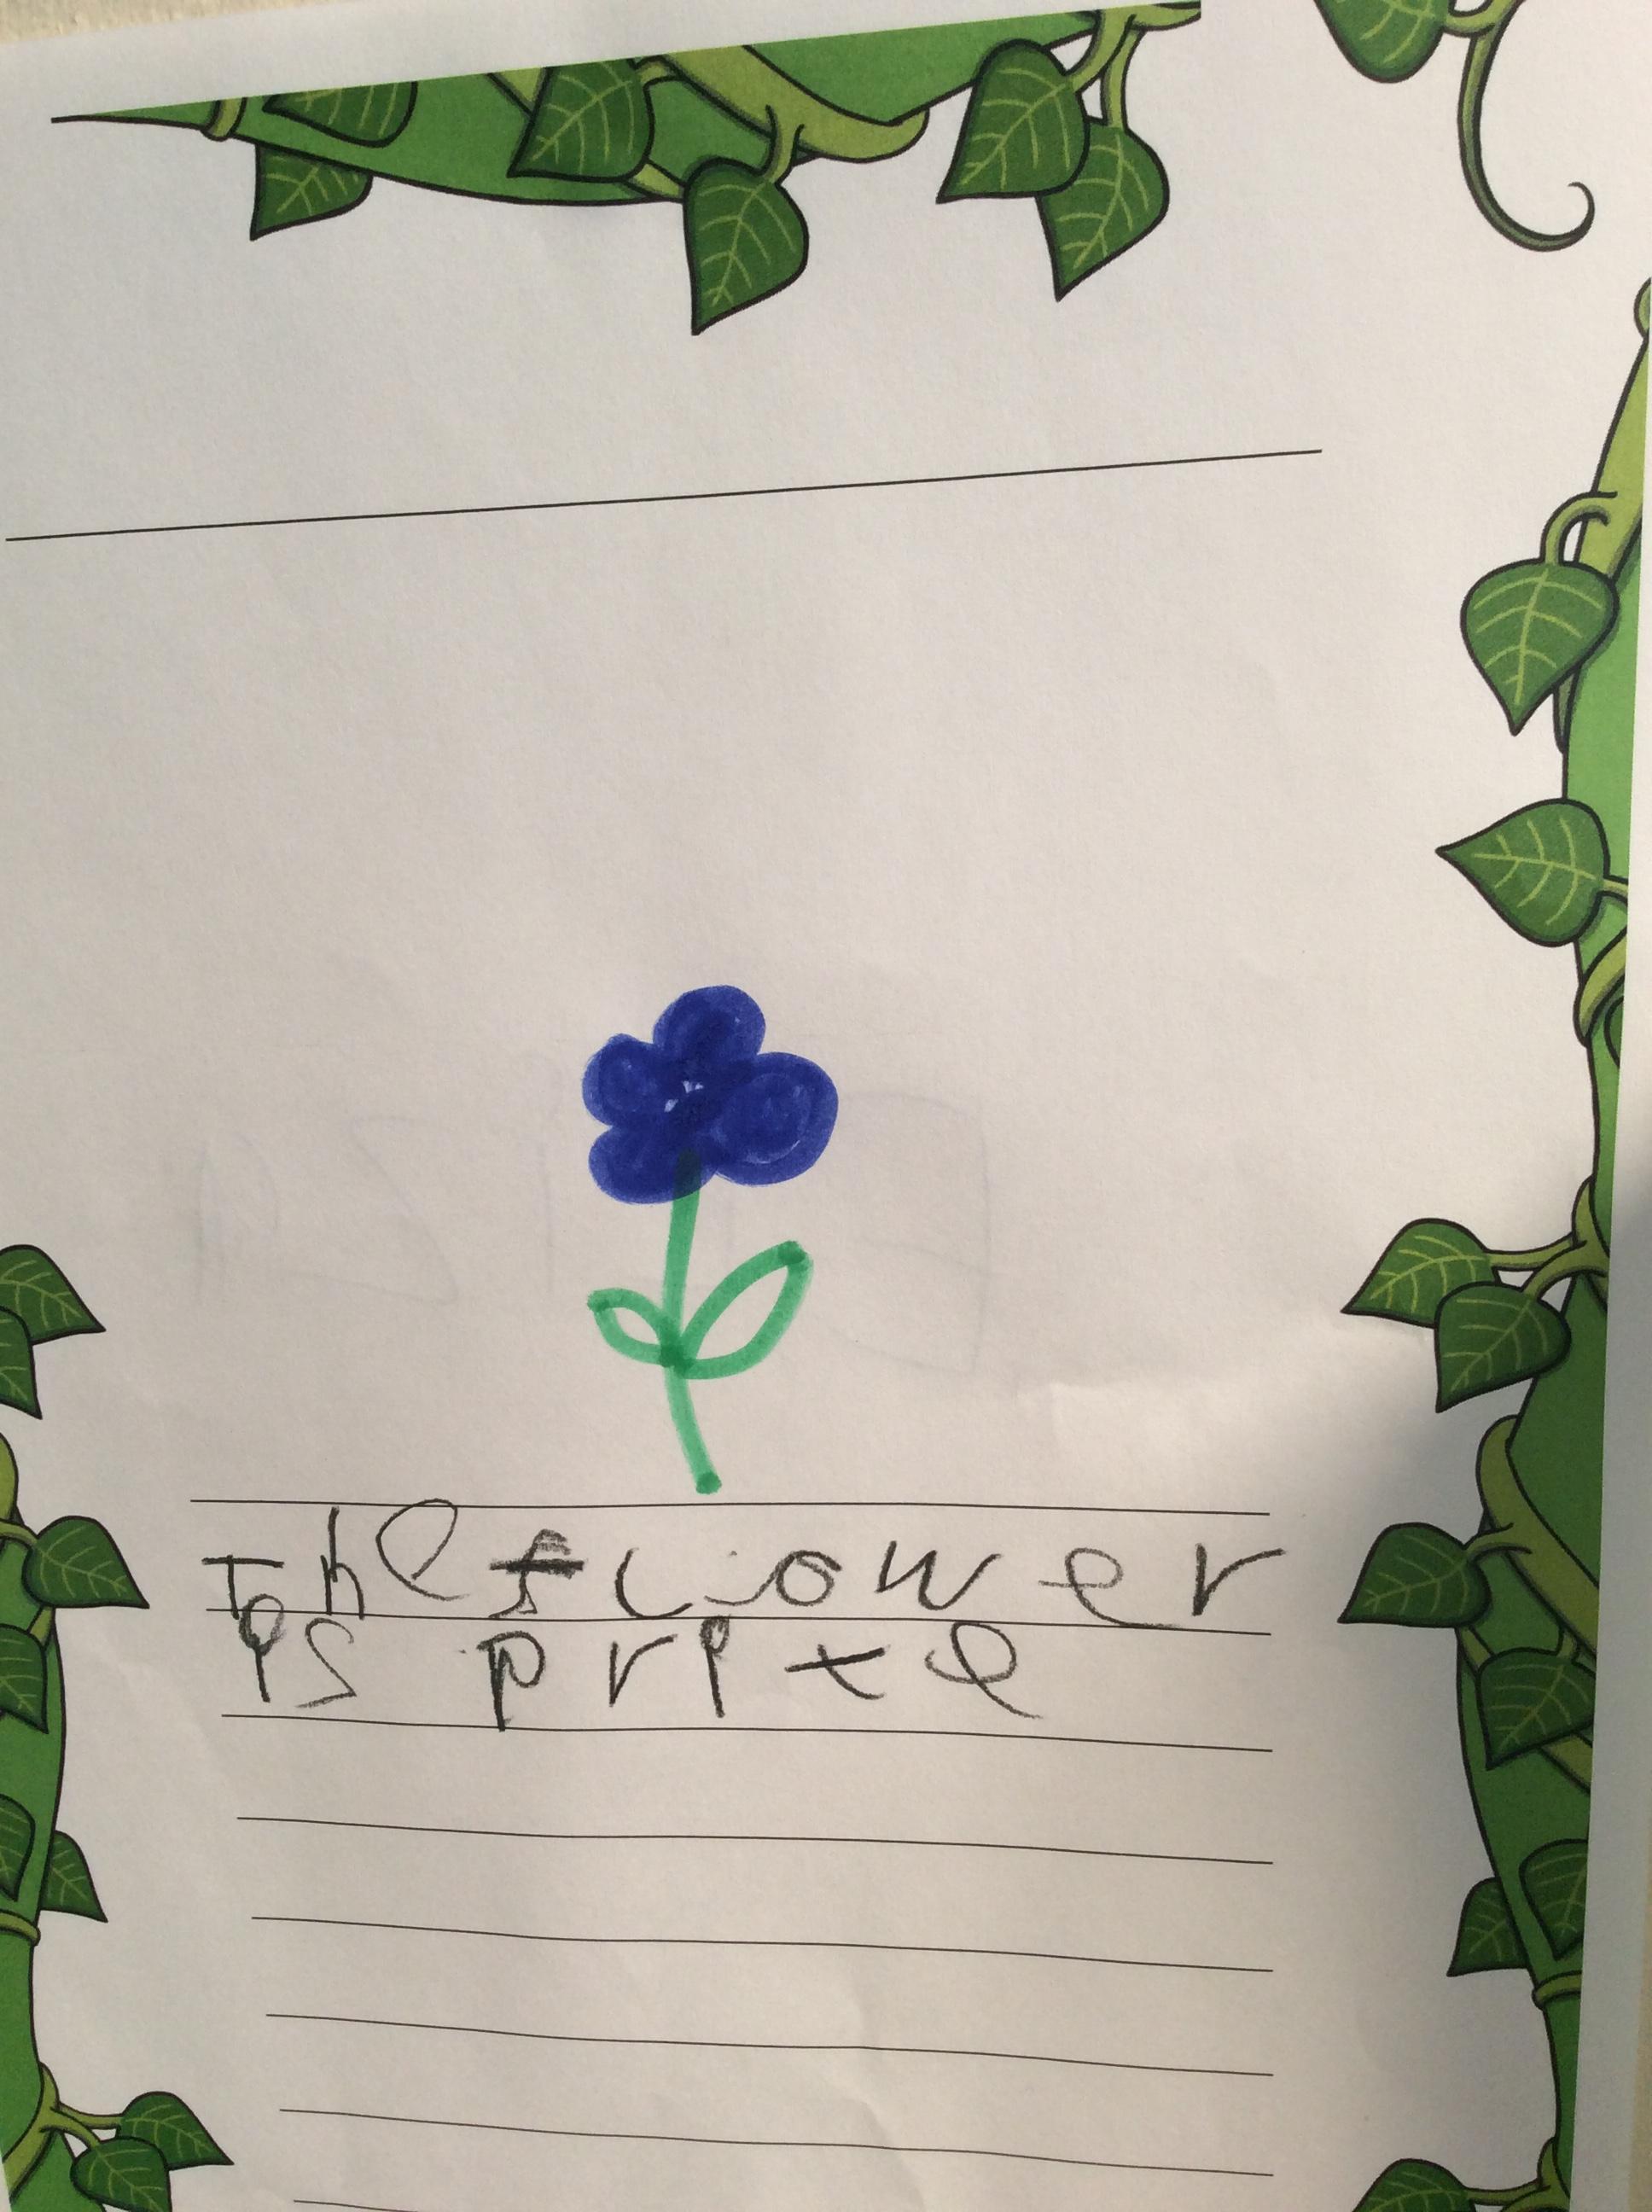 The flower
is prite